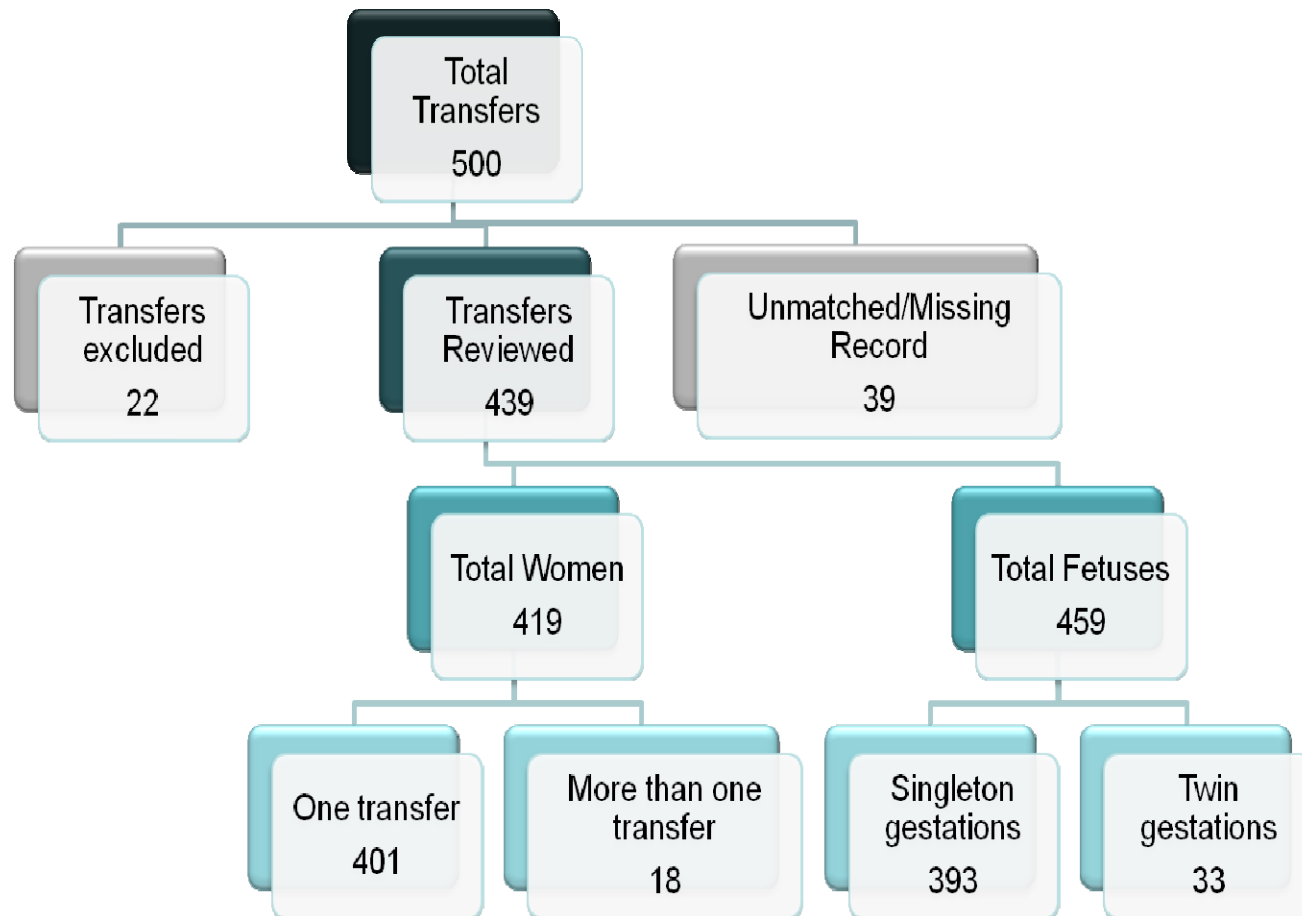 Total
Transfers
500
Transfers
excluded
22
Transfers
Reviewed
439
Unmatched/Missing
Record
39
Total Women
419
Total Fetuses
459
One transfer
401
More than one
transfer
18
Singleton
gestations
393
Twin
gestations
33